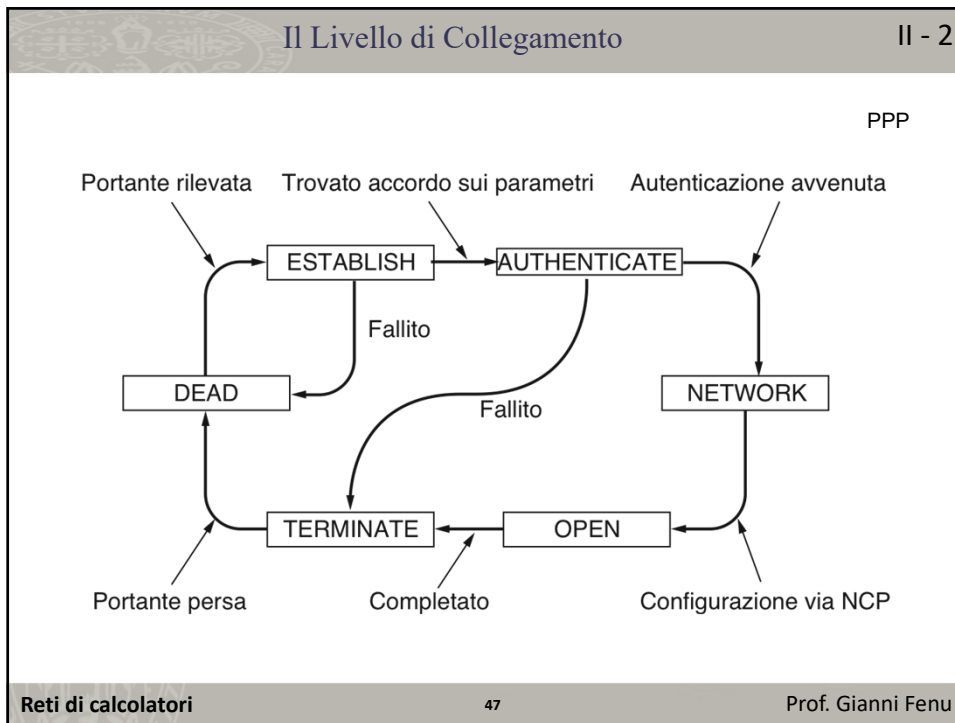 Il Livello di Collegamento
II - 2
PPP
Portante rilevata
Trovato accordo sui parametri
Autenticazione avvenuta
ESTABLISH
AUTHENTICATE
Fallito
DEAD
NETWORK
Fallito
TERMINATE
OPEN
Portante persa
Completato
Configurazione via NCP
Reti di calcolatori
47
Prof. Gianni Fenu